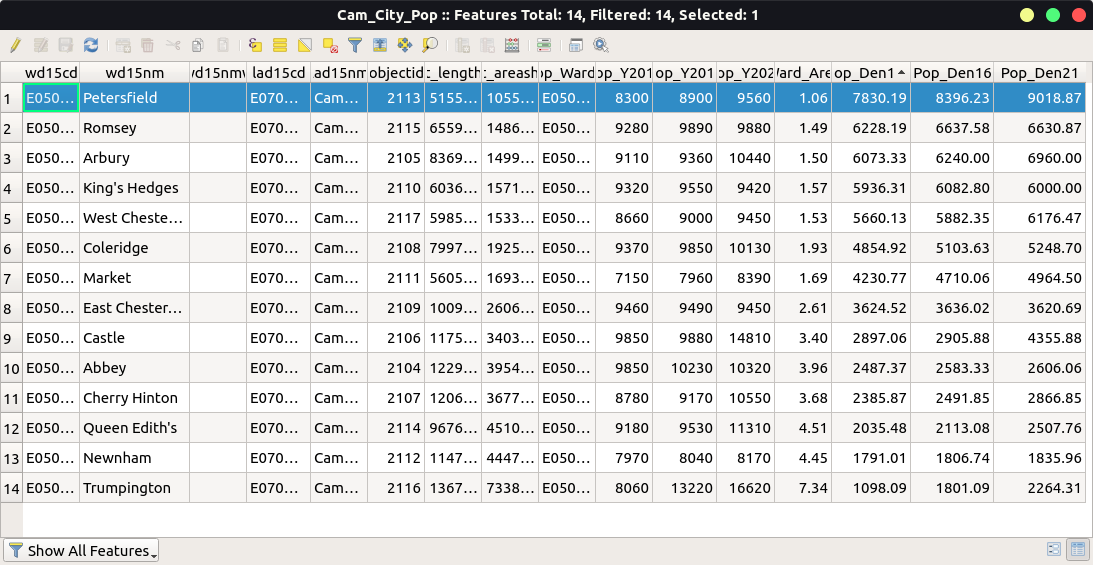 Cam_City_Pop :: Features Total: 14, Filtered: 14, Selected: 1
wd15cd wd15nm vd15nmv lad15cd ad15nm objectid t_length t_areash op_Ward op_Y201 op_Y201 op_Y202 Vard_Are op_Den1 Pop_Den16 Pop_Den21
1 E050… Petersfield E070… Cam… 2113 5155… 1055… E050… 8300 8900 9560 1.06 7830.19 8396.23 9018.87
2 E050… Romsey E070… Cam… 2115 6559… 1486… E050… 9280 9890 9880 1.49 6228.19 6637.58 6630.87
3 E050… Arbury E070… Cam… 2105 8369… 1499… E050… 9110 9360 10440 1.50 6073.33 6240.00 6960.00
4 E050… King's Hedges E070… Cam… 2110 6036… 1571… E050… 9320 9550 9420 1.57 5936.31 6082.80 6000.00
5 E050… West Cheste… E070… Cam… 2117 5985… 1533… E050… 8660 9000 9450 1.53 5660.13 5882.35 6176.47
6 E050… Coleridge E070… Cam… 2108 7997… 1925… E050… 9370 9850 10130 1.93 4854.92 5103.63 5248.70
7 E050… Market E070… Cam… 2111 5605… 1693… E050… 7150 7960 8390 1.69 4230.77 4710.06 4964.50
8 E050… East Chester… E070… Cam… 2109 1009… 2606… E050… 9460 9490 9450 2.61 3624.52 3636.02 3620.69
9 E050… Castle E070… Cam… 2106 1175… 3403… E050… 9850 9880 14810 3.40 2897.06 2905.88 4355.88
10 E050… Abbey E070… Cam… 2104 1229… 3954… E050… 9850 10230 10320 3.96 2487.37 2583.33 2606.06
11 E050… Cherry Hinton E070… Cam… 2107 1206… 3677… E050… 8780 9170 10550 3.68 2385.87 2491.85 2866.85
12 E050… Queen Edith's E070… Cam… 2114 9676… 4510… E050… 9180 9530 11310 4.51 2035.48 2113.08 2507.76
13 E050… Newnham E070… Cam… 2112 1147… 4447… E050… 7970 8040 8170 4.45 1791.01 1806.74 1835.96
14 E050… Trumpington E070… Cam… 2116 1367… 7338… E050… 8060 13220 16620 7.34 1098.09 1801.09 2264.31
Show All Features